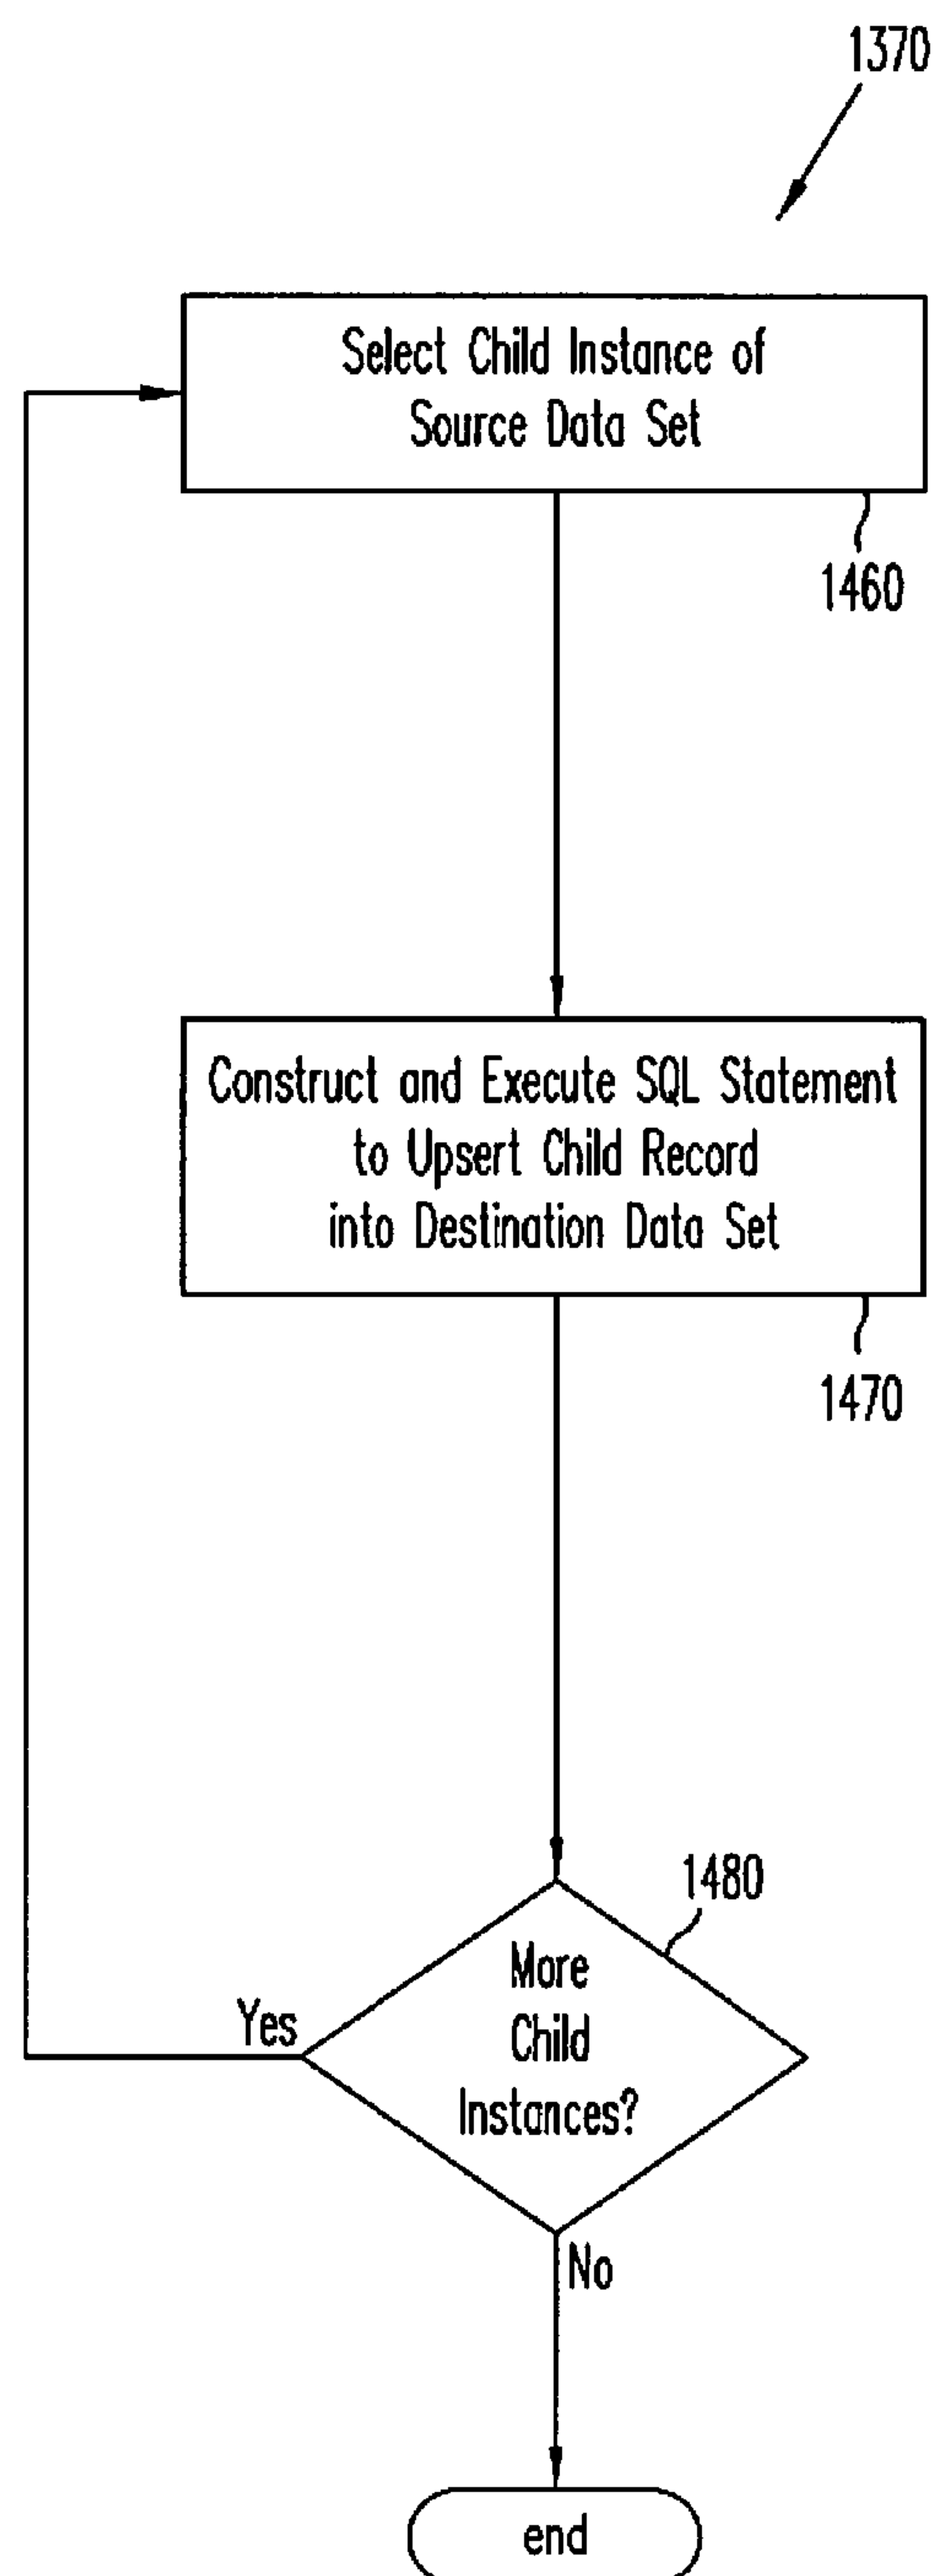 1370
Select Child Instance of
Source Data Set
1460
Construct and Execute SQL Statement
to Upsert Child Record
into Destination Data Set
1470
1480
More
Child
Instances?
Yes
No
end